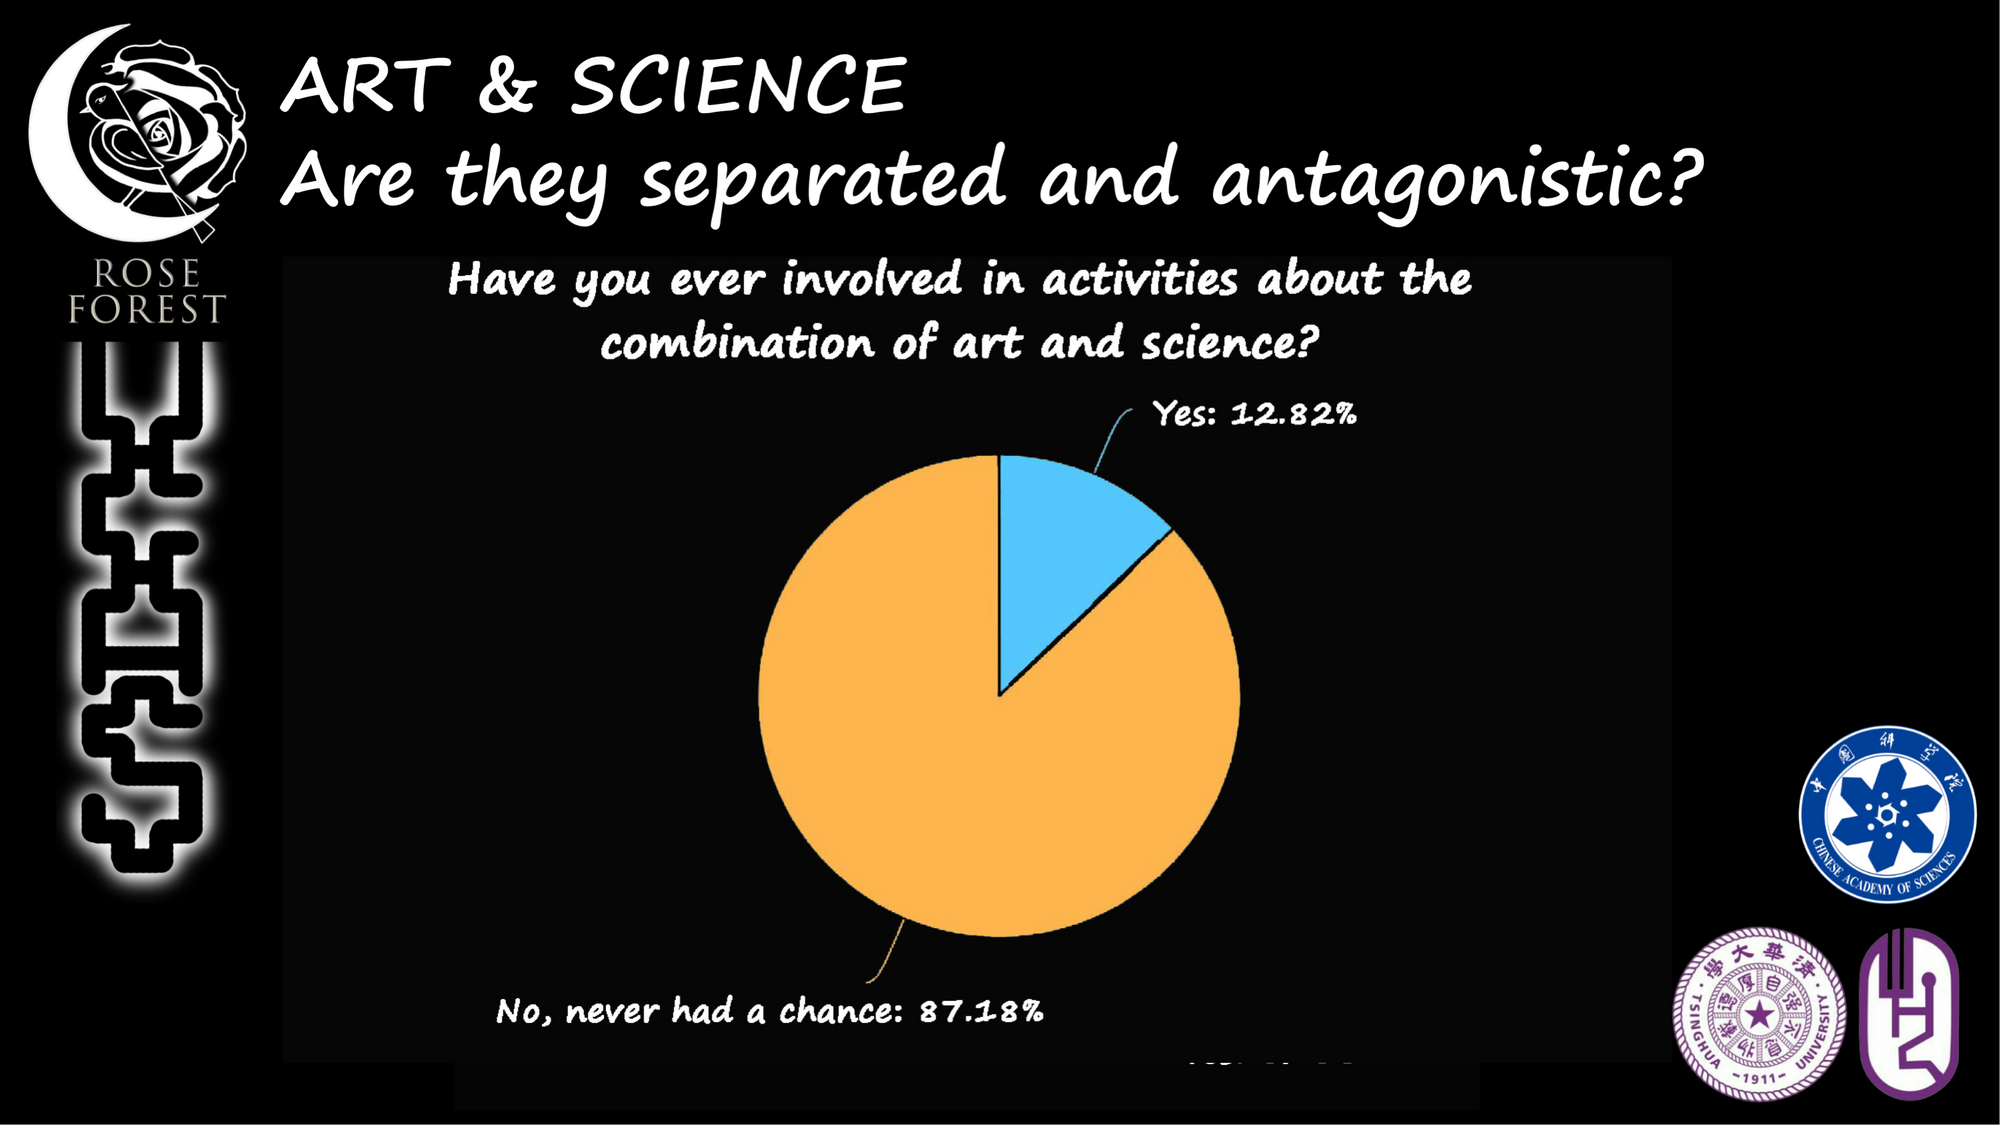 ART & SCIENCE
Are they separated and antagonistic?
ROSE
FOREST
Have you ever involved in activities about the
combination of art and science?
Yes: 12.82%
No, never had a chance: 87.18%
中国科学院
CHINESE ACADEMY OF SCIENCES
學大華清
自强不息
厚德載物
TSINGHUA UNIVERSITY
-1911-